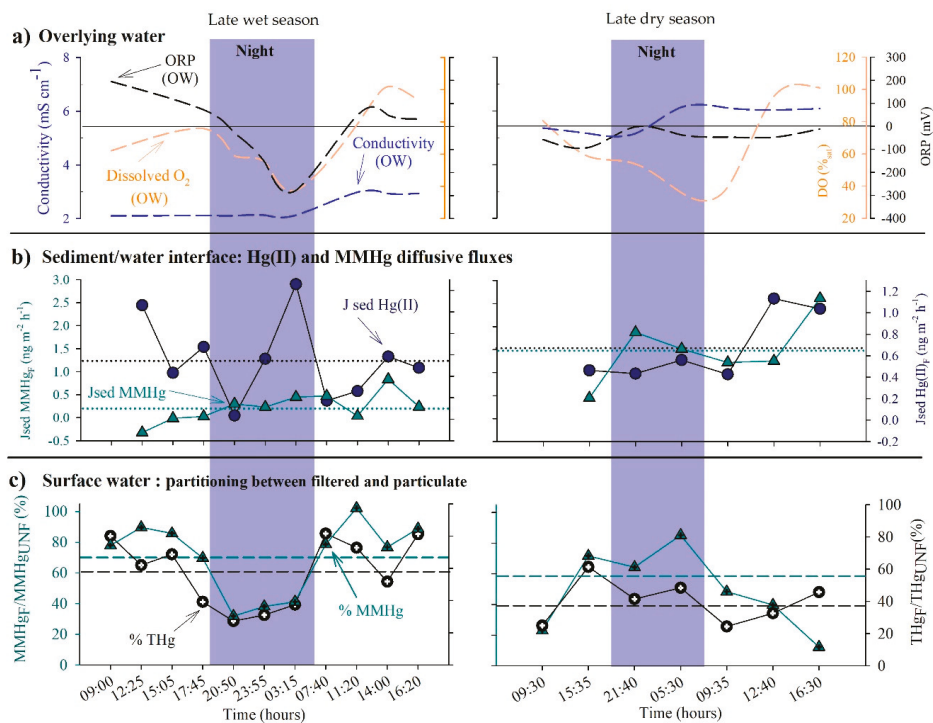 Late wet season
Late dry season
a) Overlying water
Night
Night
8
6
4
2
Conductivity (mS cm⁻¹)
ORP
(OW)
Dissolved O₂
(OW)
Conductivity
(OW)
120
100
80
60
40
20
DO (%sat)
300
200
100
0
-100
-200
-300
-400
ORP (mV)
b) Sediment/water interface: Hg(II) and MMHg diffusive fluxes
3.0
2.5
2.0
1.5
1.0
0.5
0.0
-0.5
Jsed MMHgF (ng m⁻² h⁻¹)
J sed Hg(II)
Jsed MMHg
1.2
1.0
0.8
0.6
0.4
0.2
-0.2
Jsed Hg(II)F (ng m⁻² h⁻¹)
c) Surface water : partitioning between filtered and particulate
100
80
60
40
20
0
MMHgF/MMHgUNF (%)
% THg
% MMHg
100
80
60
40
20
0
THgF/THgUNF(%)
09:00
12:25
15:05
17:45
20:50
23:55
03:15
07:40
11:20
14:00
16:20
Time (hours)
09:30
15:35
21:40
05:30
09:35
12:40
16:30
Time (hours)